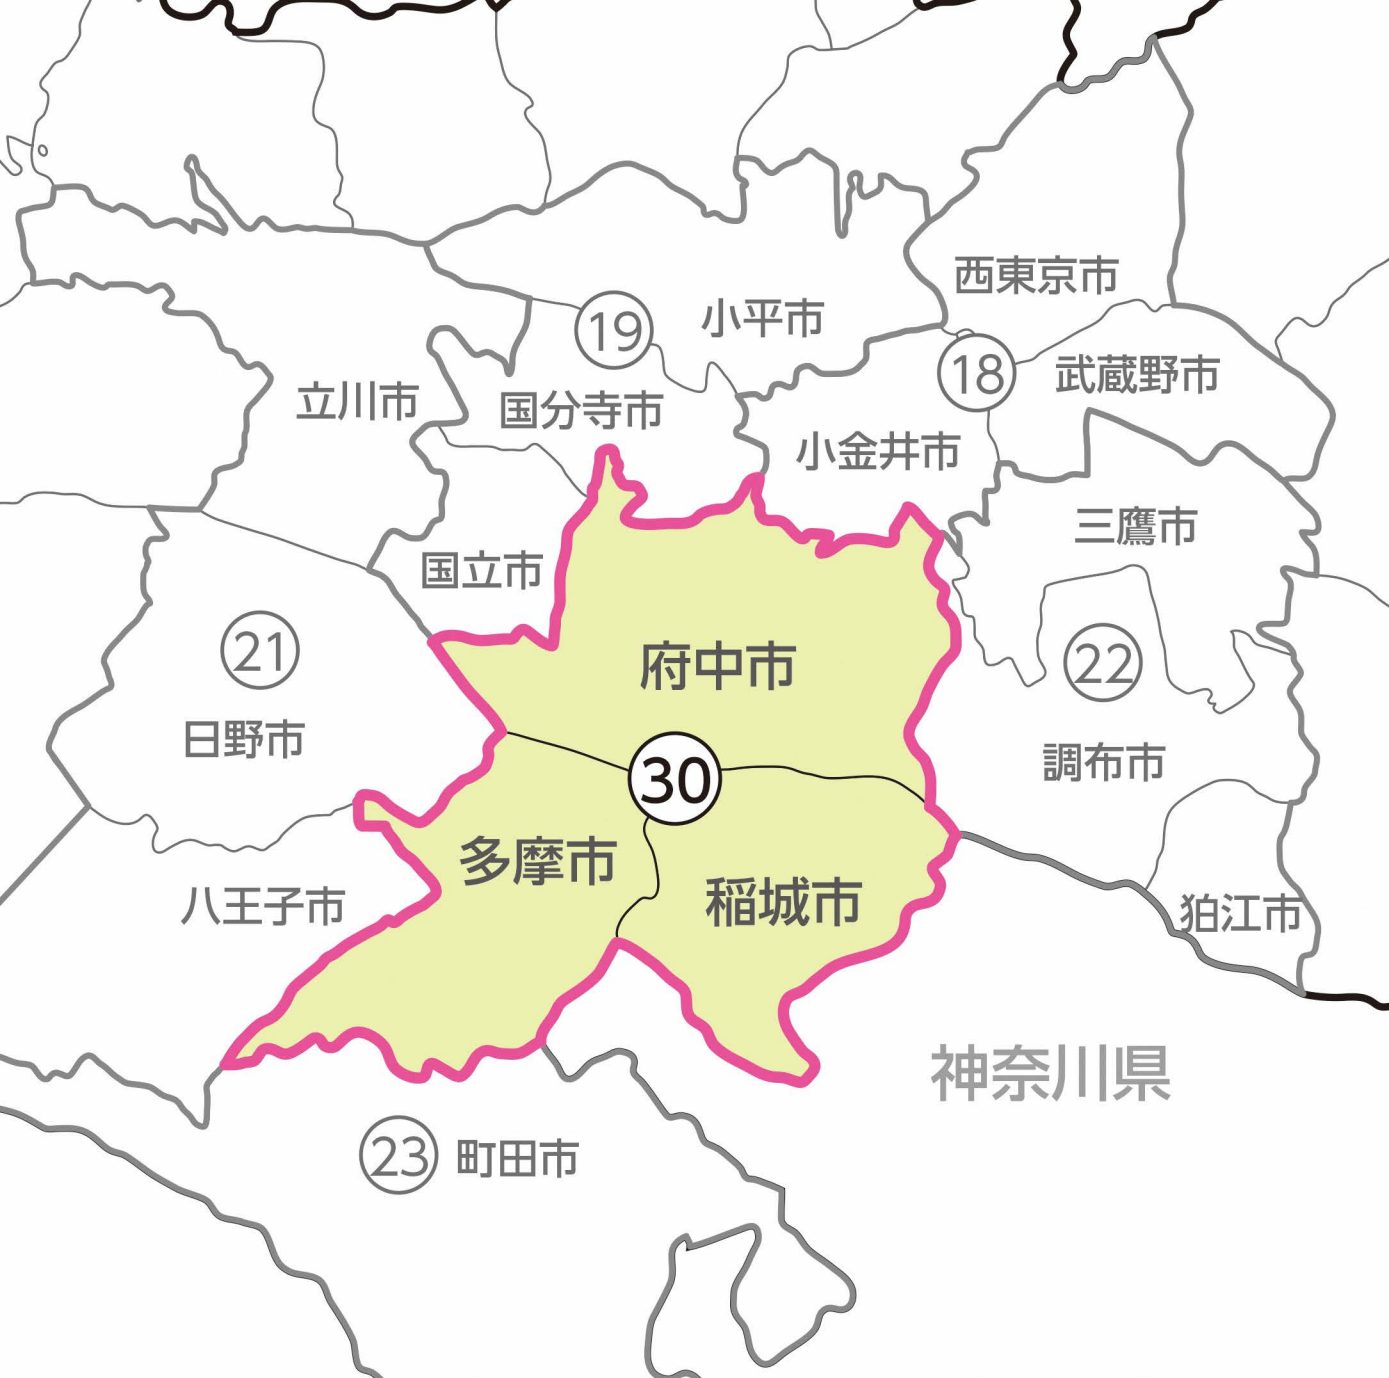 西東京市
19
小平市
18
武蔵野市
立川市
国分寺市
小金井市
三鷹市
国立市
21
府中市
22
日野市
調布市
30
多摩市
稲城市
八王子市
狛江市
神奈川県
23 町田市